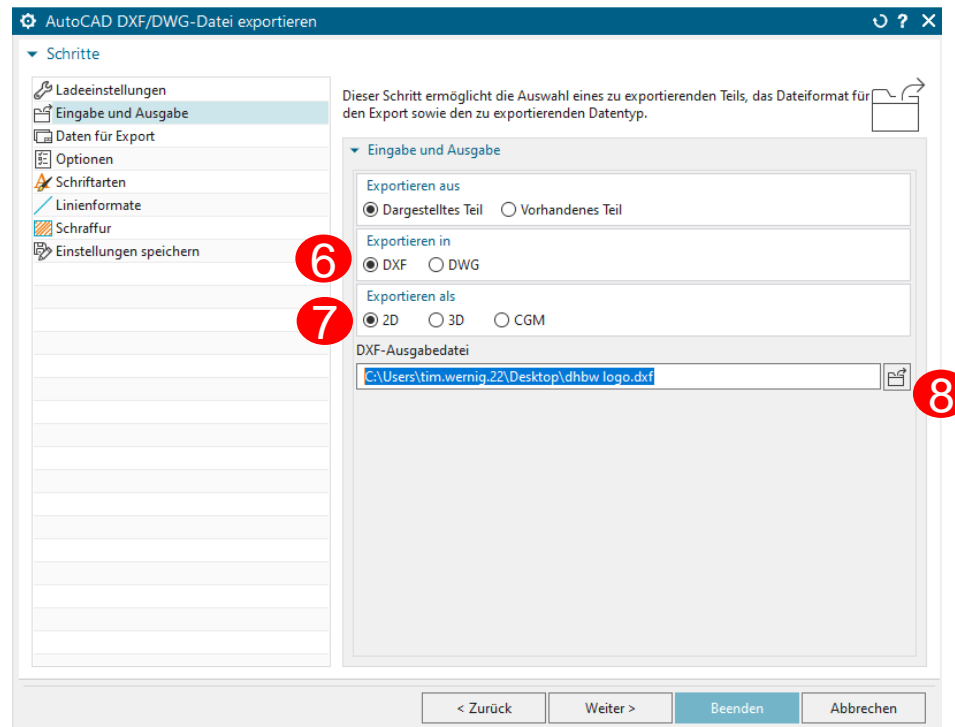 AutoCAD DXF/DWG-Datei exportieren
Schritte
Ladeeinstellungen
Eingabe und Ausgabe
Daten für Export
Optionen
Schriftarten
Linienformate
Schraffur
Einstellungen speichern
Dieser Schritt ermöglicht die Auswahl eines zu exportierenden Teils, das Dateiformat für
den Export sowie den zu exportierenden Datentyp.
Eingabe und Ausgabe
Exportieren aus
Dargestelltes Teil Vorhandenes Teil
6
Exportieren in
DXF DWG
7
Exportieren als
2D 3D CGM
DXF-Ausgabedatei
C:\Users\tim.wernig.22\Desktop\dhbw logo.dxf
8
< Zurück Weiter > Beenden Abbrechen